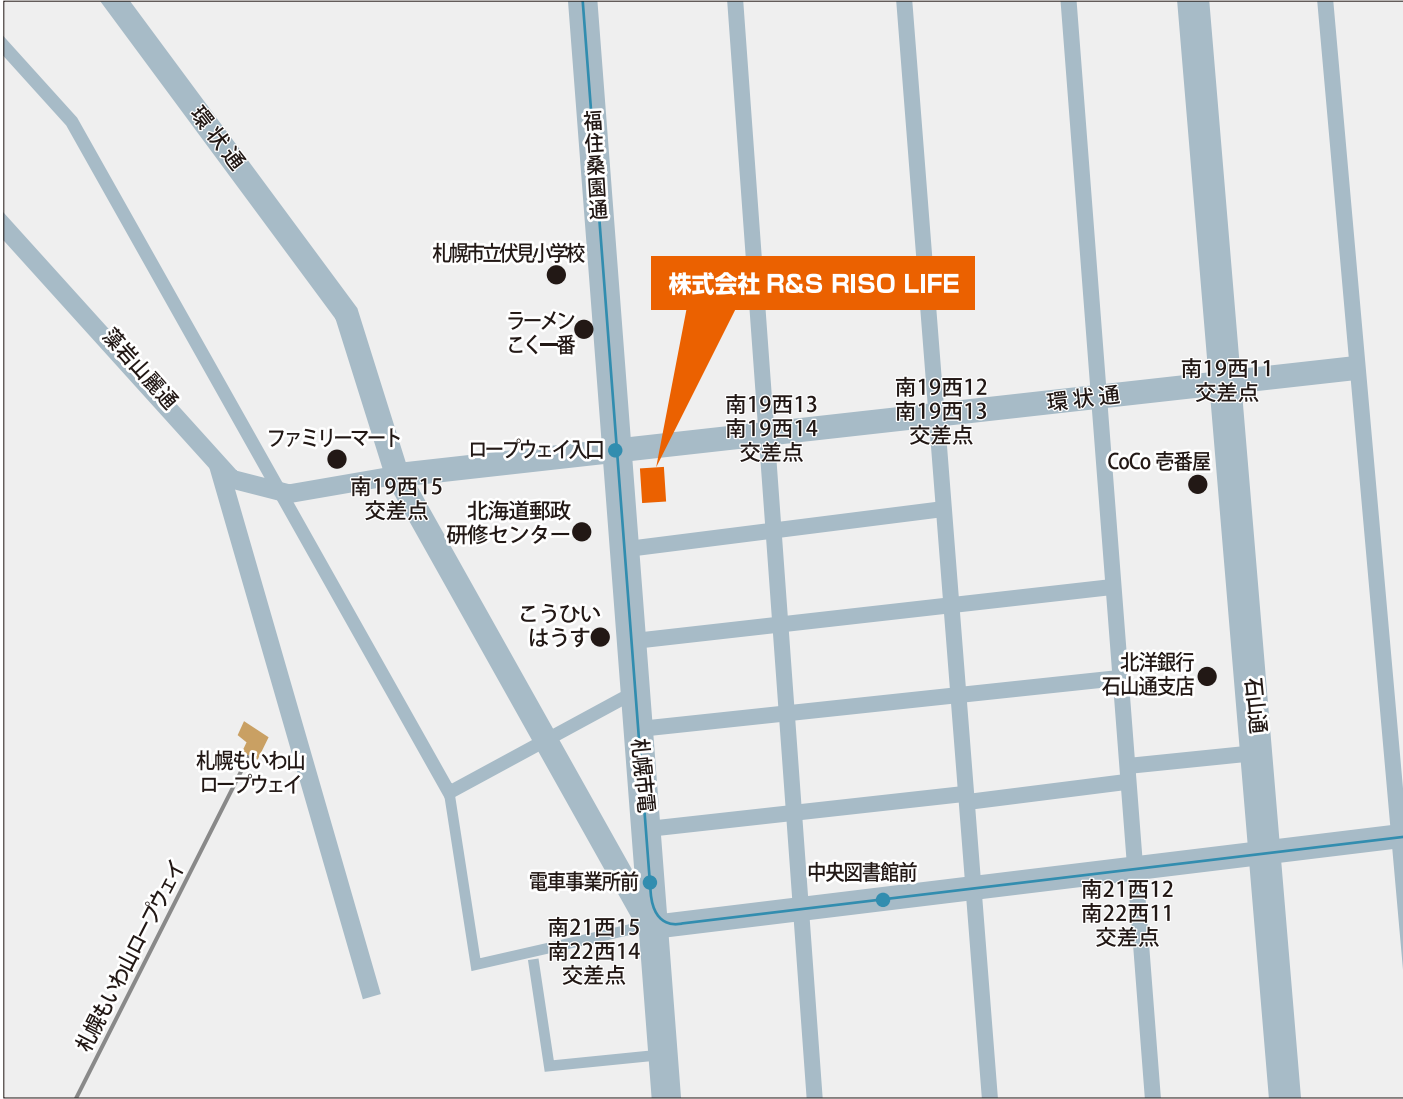 環状通
福住桑園通
札幌市立伏見小学校
株式会社 R&S RISO LIFE
ラーメン
こく一番
藻岩山麗通
南19西11
交差点
南19西12
南19西13
交差点
環状通
南19西13
南19西14
交差点
ファミリーマート
ロープウェイ入口
CoCo 壱番屋
南19西15
交差点
北海道郵政
研修センター
こうひい
はうす
北洋銀行
石山通支店
石山通
札幌もいわ山
ロープウェイ
札幌市電
電車事業所前
中央図書館前
南21西12
南22西11
交差点
南21西15
南22西14
交差点
札幌もいわ山ロープウェイ